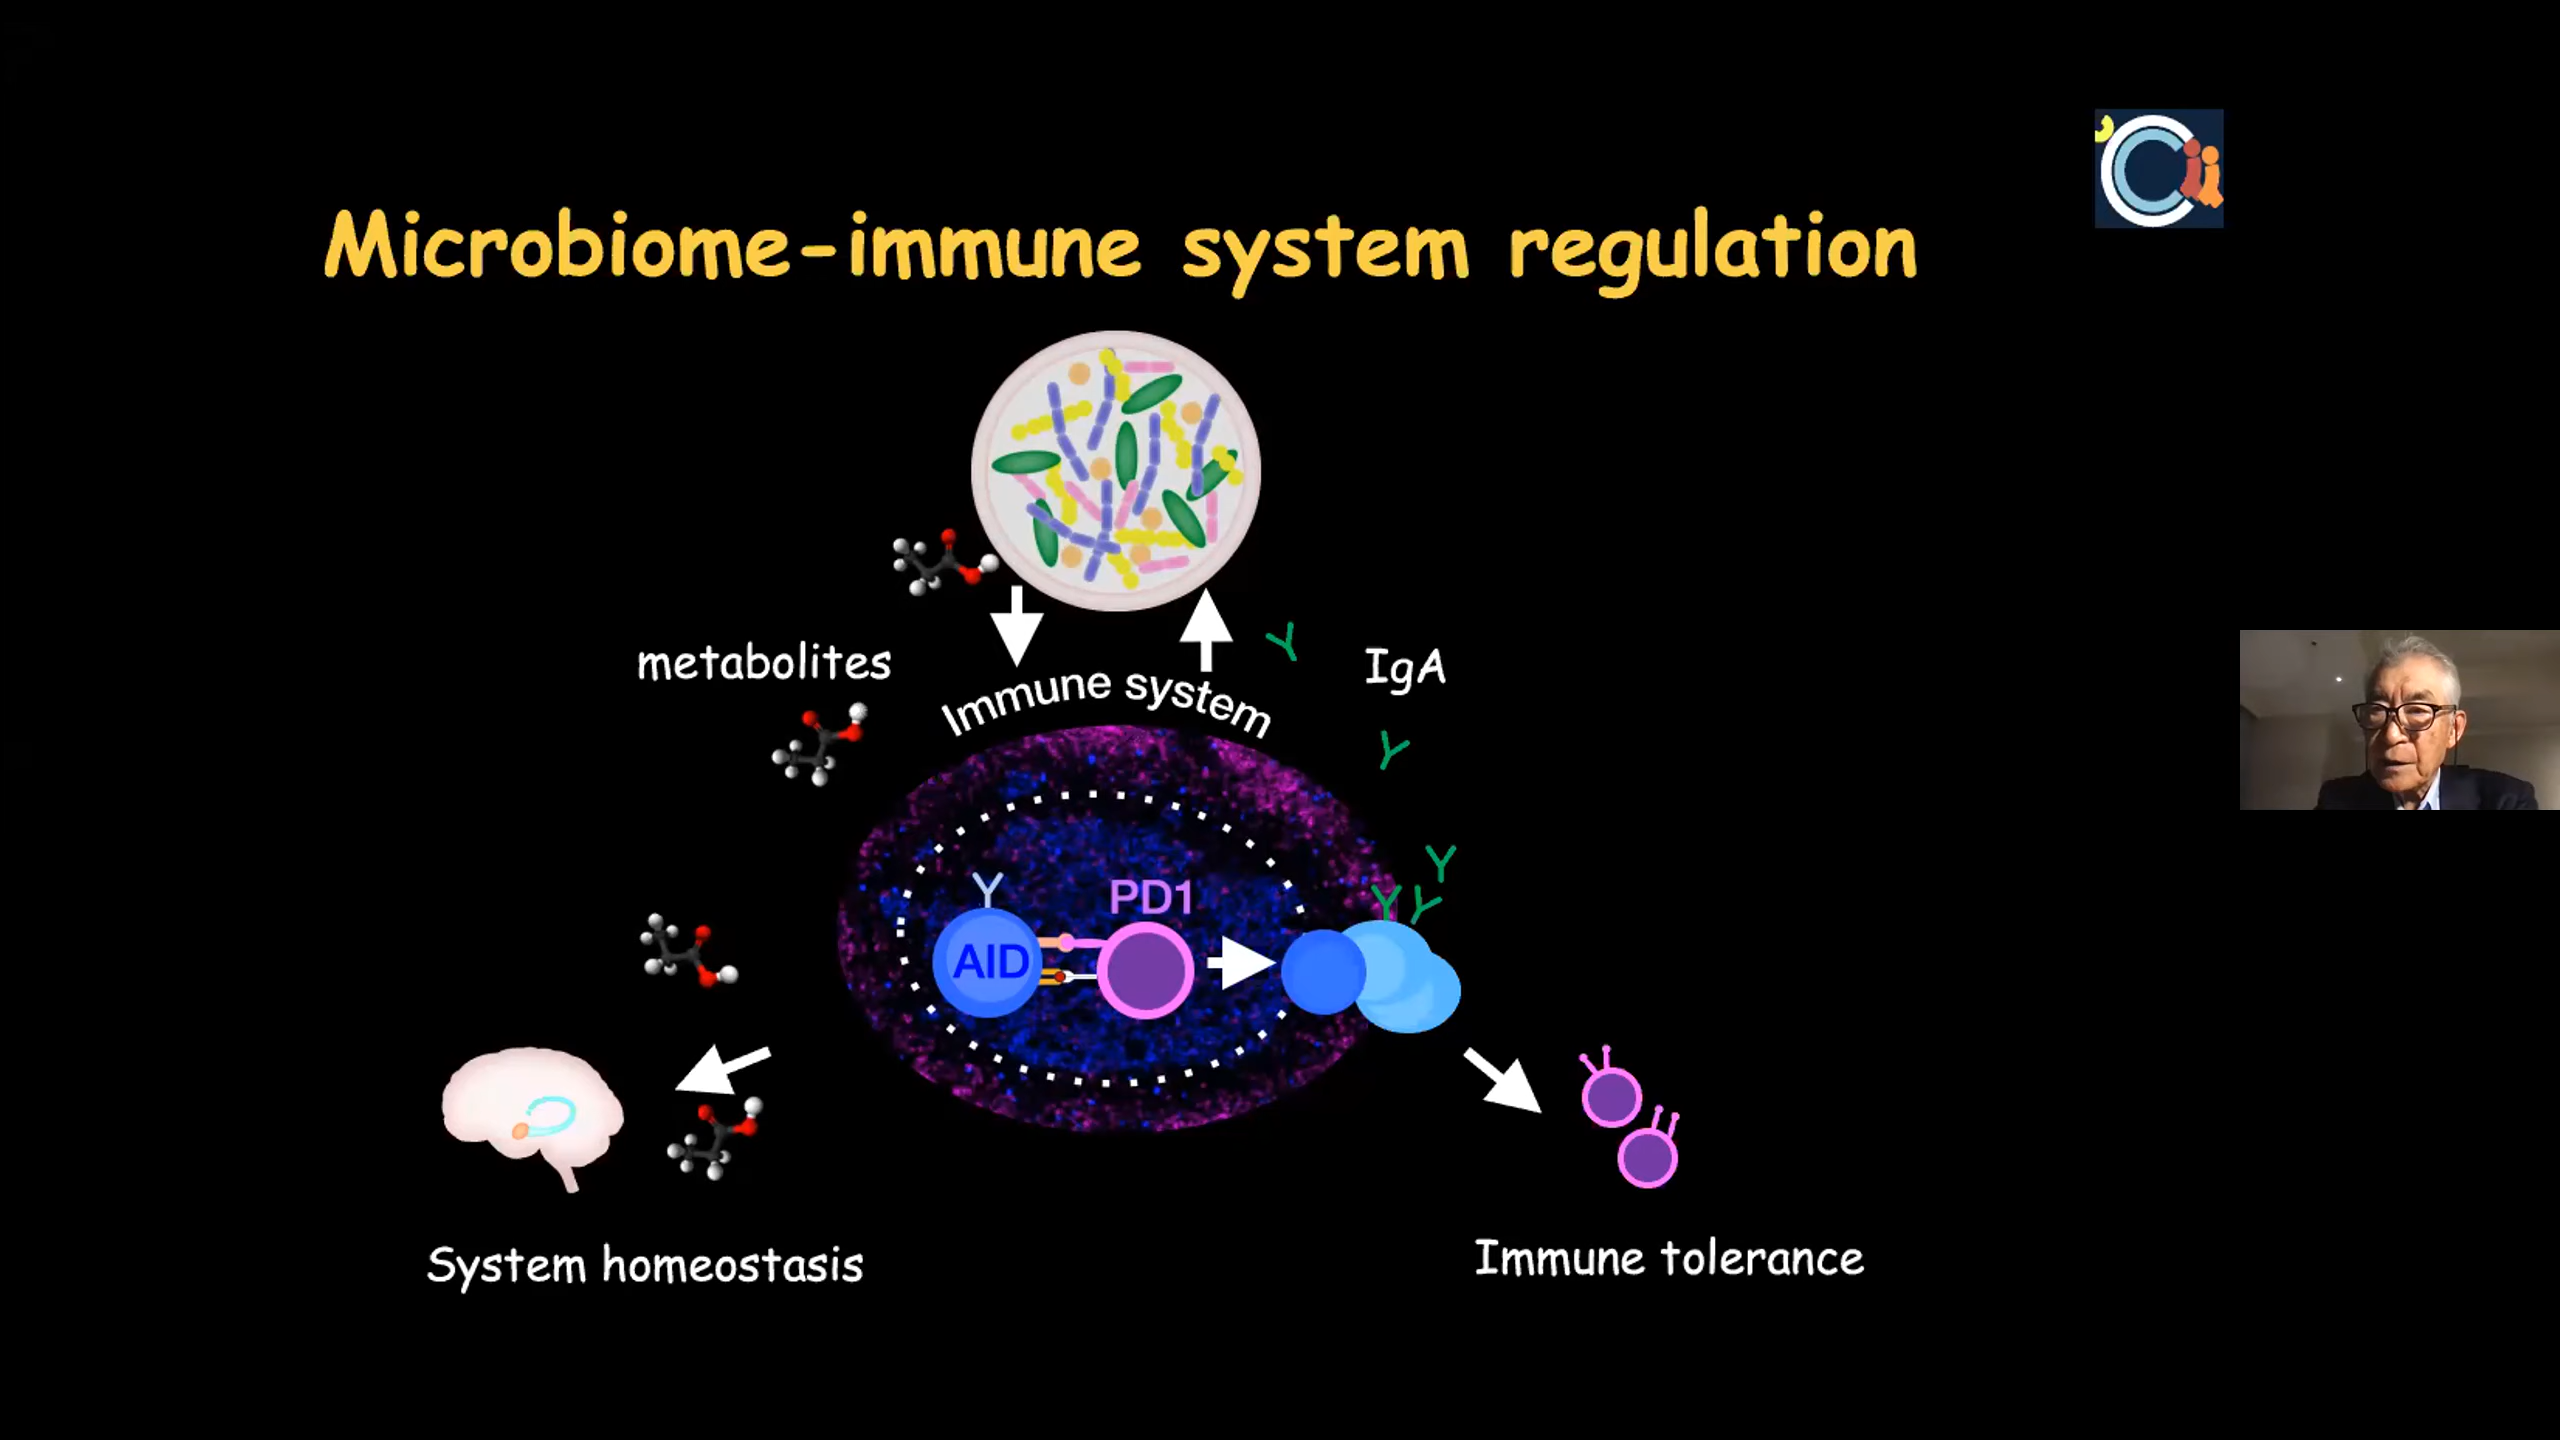 Microbiome-immune system regulation
metabolites
IgA
Immune system
PD1
AID
System homeostasis
Immune tolerance